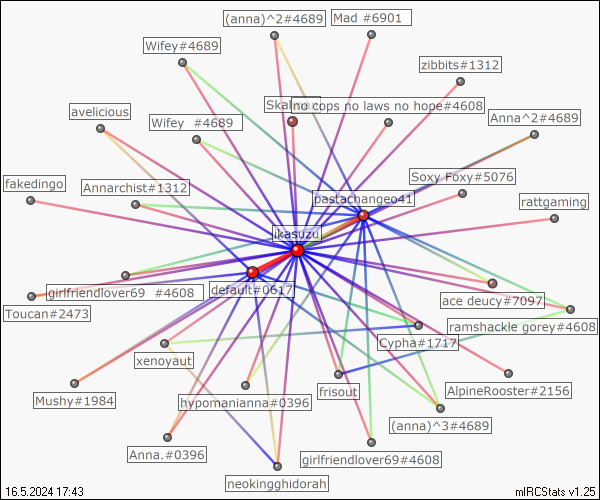 (anna)^2#4689
Mad #6901
Wifey#4689
zibbits#1312
Skalman
cops no laws no hope#4608
avelicious
Wifey #4689
Anna^2#4689
fakedingo
Annarchist#1312
Soxy Foxy#5076
pastachangeo41
rattgaming
ikasuzu
default#0617
girlfriendlover69 #4608
ace deucy#7097
Toucan#2473
ramshackle gorey#4608
Cypha#1717
xenoyaut
Mushy#1984
hypomanianna#0396
frisout
AlpineRooster#2156
(anna)^3#4689
Anna.#0396
girlfriendlover69#4608
neokingghidorah
16.5.2024 17:43
mIRCStats v1.25